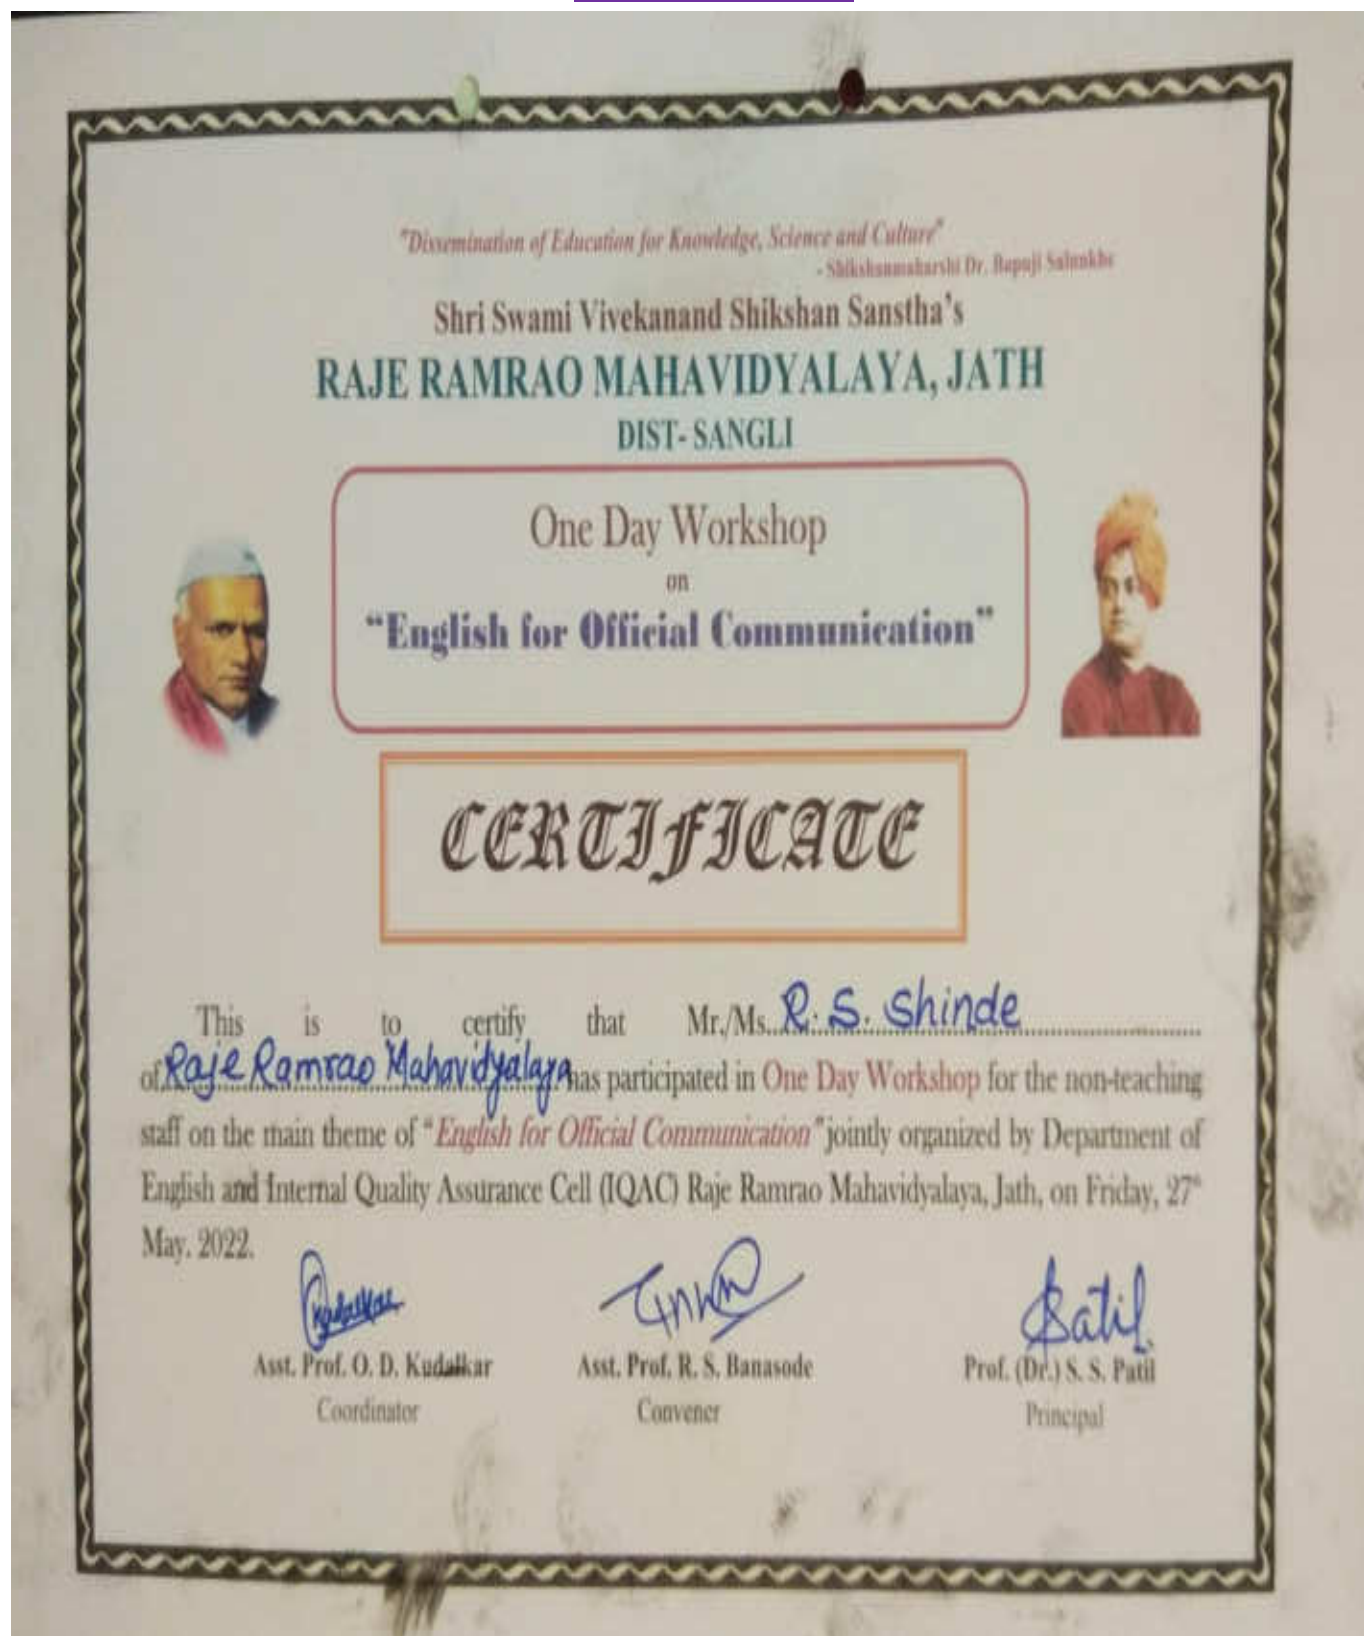 "Dissemination of Education for Knowledge, Science and Culture"
- Shikshanmaharshi Dr. Bapuji Salunkhe
Shri Swami Vivekanand Shikshan Sanstha's
RAJE RAMRAO MAHAVIDYALAYA, JATH
DIST- SANGLI
One Day Workshop
on
"English for Official Communication"
CERTIFICATE
This is to certify that Mr./Ms. R. S. Shinde
of Raje Ramrao Mahavidyalaya has participated in One Day Workshop for the non-teaching
staff on the main theme of "English for Official Communication" jointly organized by Department of
English and Internal Quality Assurance Cell (IQAC) Raje Ramrao Mahavidyalaya, Jath, on Friday, 27th
May. 2022.
Kudalkar
Patil
Asst. Prof. O. D. Kudalkar Asst. Prof. R. S. Banasode Prof. (Dr.) S. S. Patil
Coordinator Convener Principal